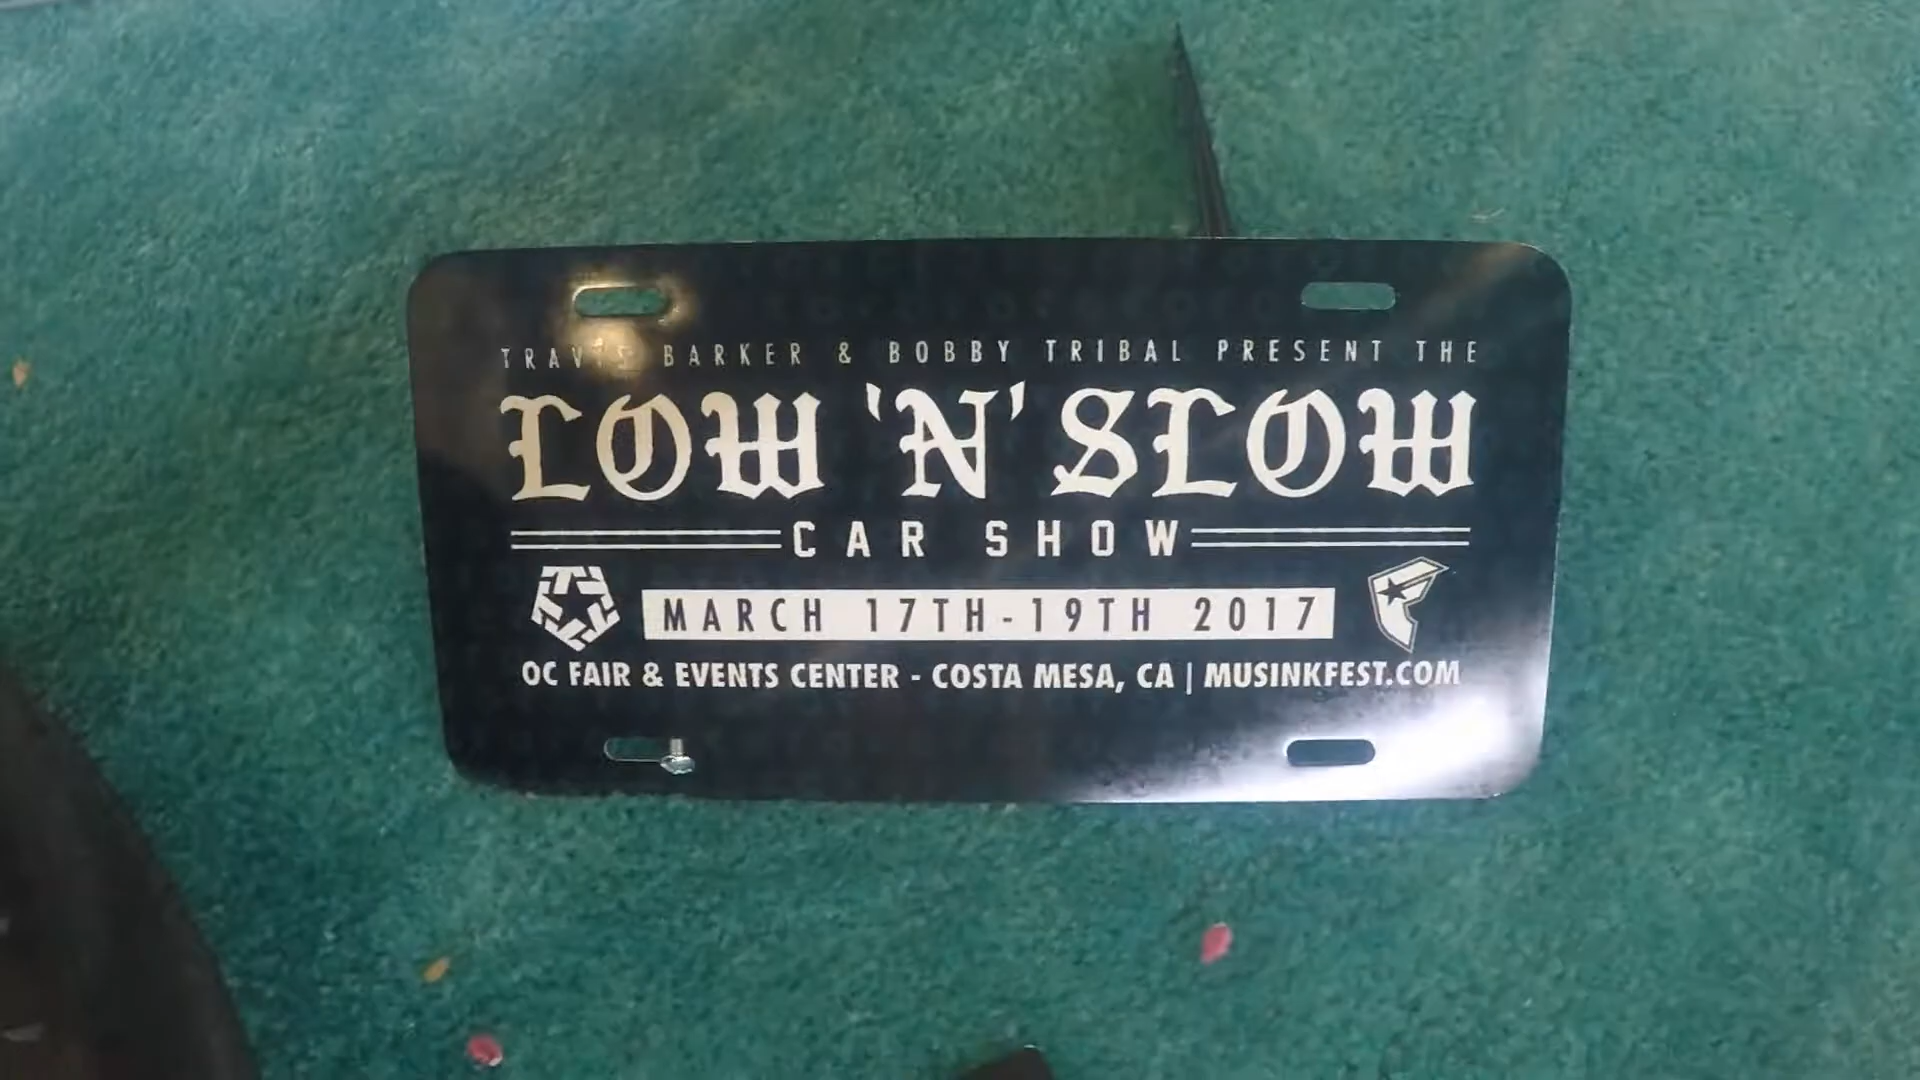 TRAVIS BARKER & BOBBY TRIBAL PRESENT THE
LOW 'N' SLOW
CAR SHOW
MARCH 17TH-19TH 2017
OC FAIR & EVENTS CENTER - COSTA MESA, CA | MUSINKFEST.COM